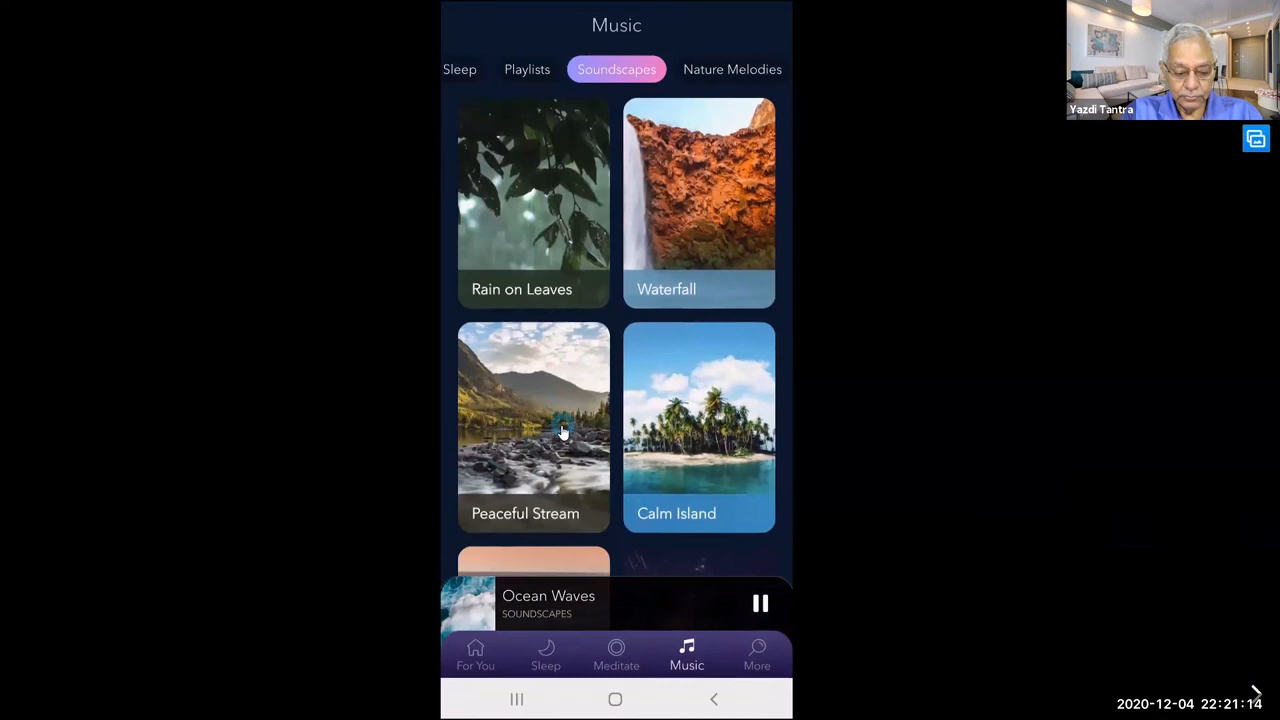 Music
Sleep
Playlists
Soundscapes
Nature Melodies
Rain on Leaves
Waterfall
Peaceful Stream
Calm Island
Ocean Waves
SOUNDSCAPES
For You
Sleep
Meditate
Music
More
Yazdi Tantra
2020-12-04 22:21:14